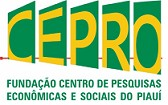 CEPRO
FUNDAÇÃO CENTRO DE PESQUISAS
ECONÔMICAS E SOCIAIS DO PIAUÍ